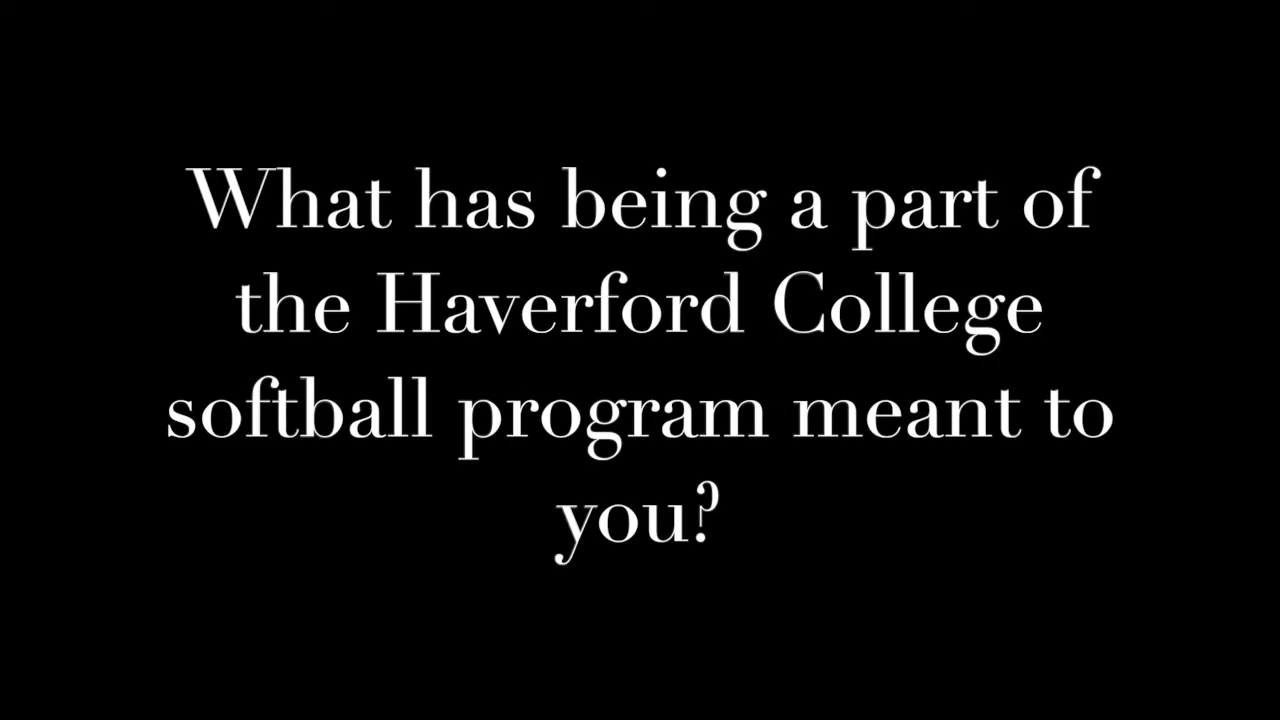 What has being a part of
the Haverford College
softball program meant to
you?